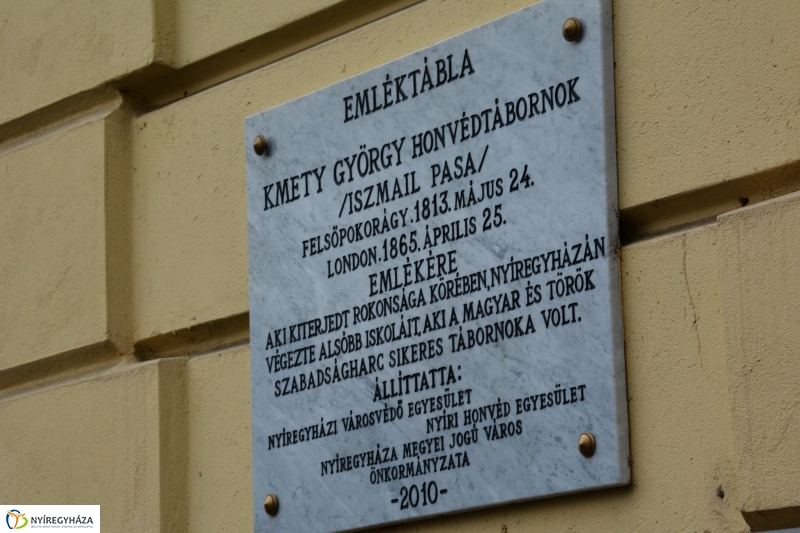 EMLÉKTÁBLA
KMETY GYÖRGY HONVÉDTÁBORNOK
/ISZMAIL PASA/
FELSŐPOKORÁGY.1813.MÁJUS 24.
LONDON.1865.ÁPRILIS 25.
EMLÉKÉRE
AKI KITERJEDT ROKONSÁGA KÖRÉBEN,NYÍREGYHÁZÁN
VÉGEZTE ALSÓBB ISKOLÁIT,AKI A MAGYAR ÉS TÖRÖK
SZABADSÁGHARC SIKERES TÁBORNOKA VOLT.
ÁLLÍTTATTA:
NYÍREGYHÁZI VÁROSVÉDŐ EGYESÜLET
NYÍRI HONVÉD EGYESÜLET
NYÍREGYHÁZA MEGYEI JOGÚ VÁROS
ÖNKORMÁNYZATA
-2010-
NYÍREGYHÁZA